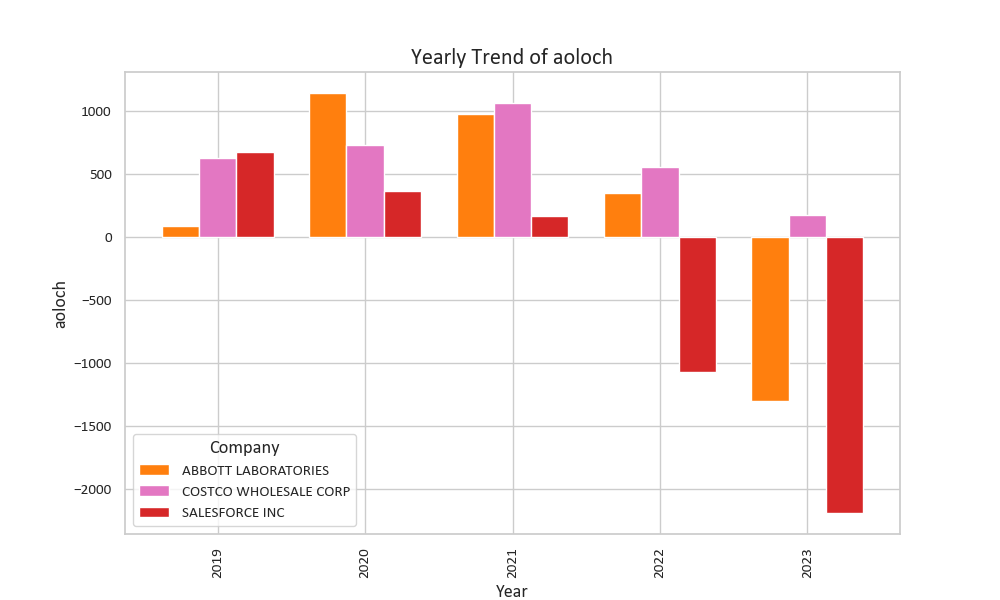 Yearly Trend of aoloch
1000
500
0
−500
−1000
−1500
−2000
aoloch
Company
ABBOTT LABORATORIES
COSTCO WHOLESALE CORP
SALESFORCE INC
2019
2020
2021
2022
2023
Year